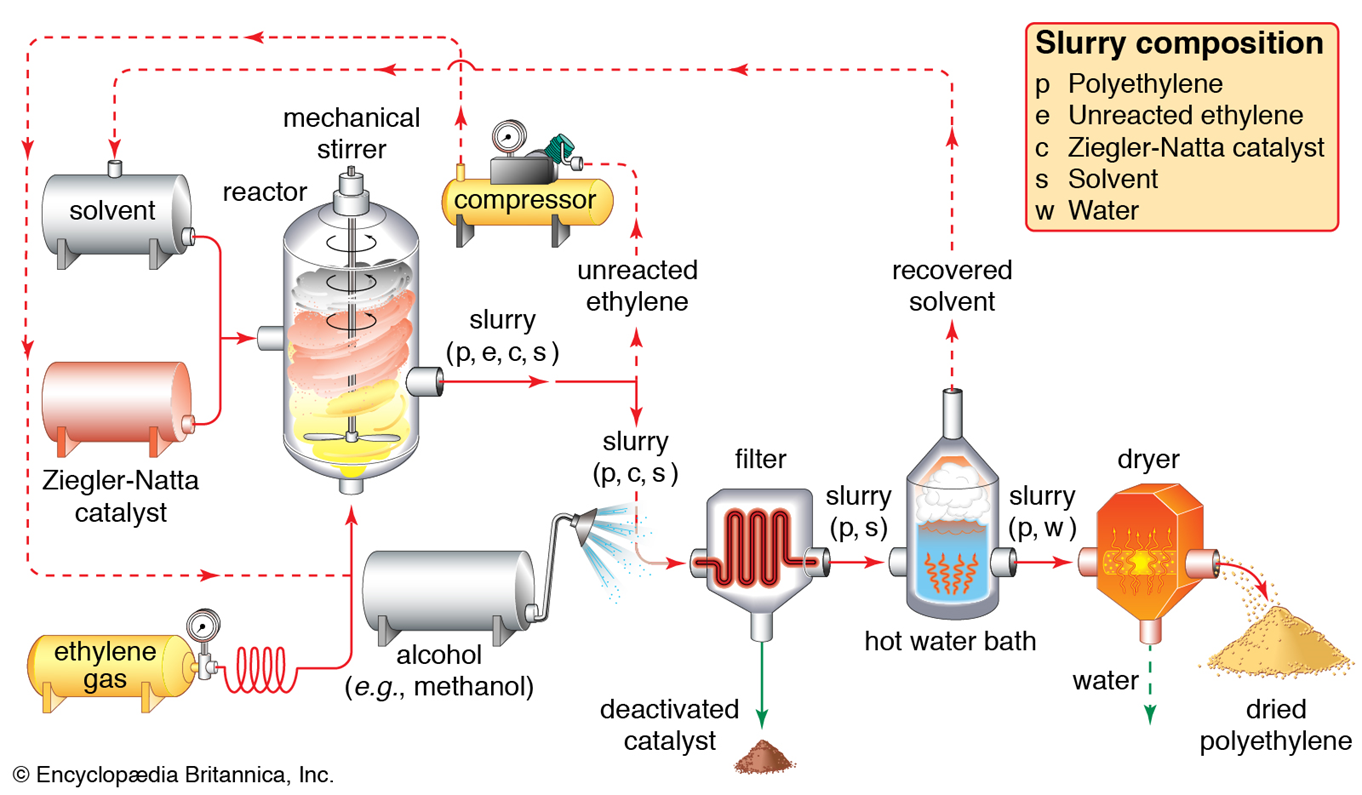 Slurry composition
p Polyethylene
e Unreacted ethylene
c Ziegler-Natta catalyst
s Solvent
w Water
mechanical
stirrer
reactor
solvent
compressor
unreacted
ethylene
recovered
solvent
slurry
(p, e, c, s)
Ziegler-Natta
catalyst
slurry
(p, c, s)
filter
slurry
(p, s)
slurry
(p, w)
dryer
hot water bath
ethylene
gas
alcohol
(e.g., methanol)
deactivated
catalyst
water
dried
polyethylene
© Encyclopædia Britannica, Inc.